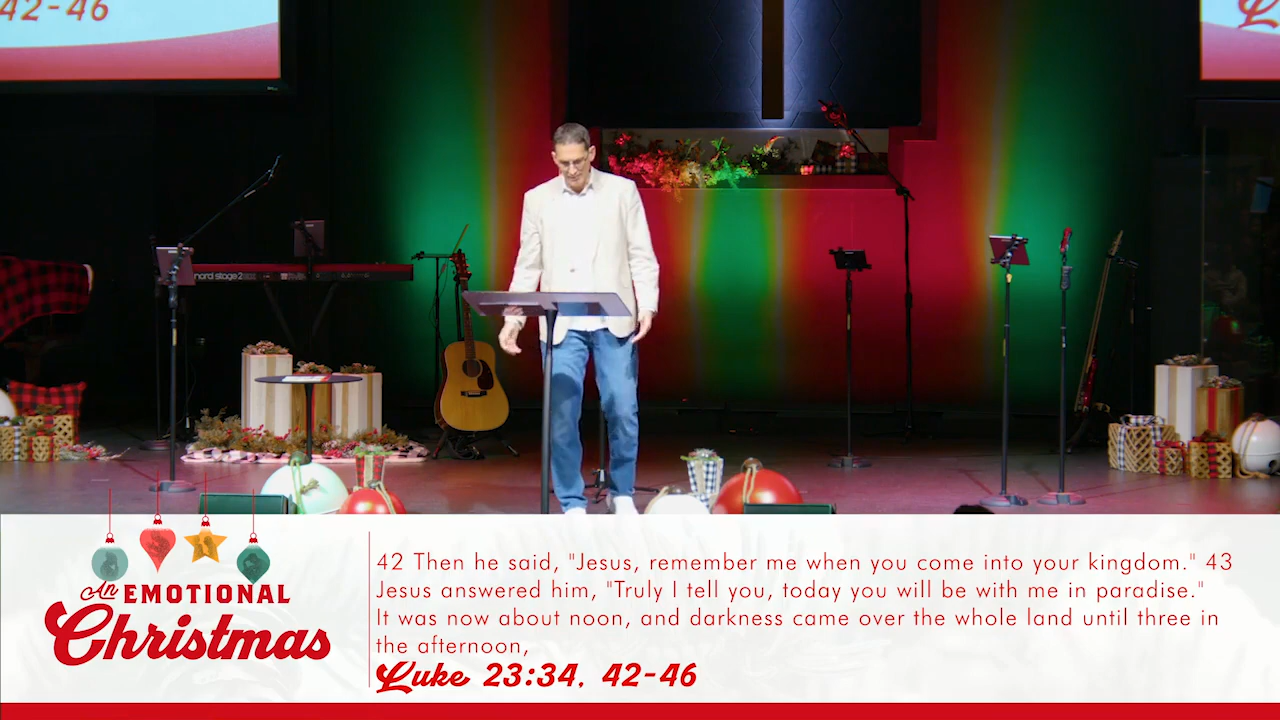 42-46
nord stage 2
An EMOTIONAL
Christmas
42 Then he said, "Jesus, remember me when you come into your kingdom." 43
Jesus answered him, "Truly I tell you, today you will be with me in paradise."
It was now about noon, and darkness came over the whole land until three in
the afternoon,
Luke 23:34, 42-46